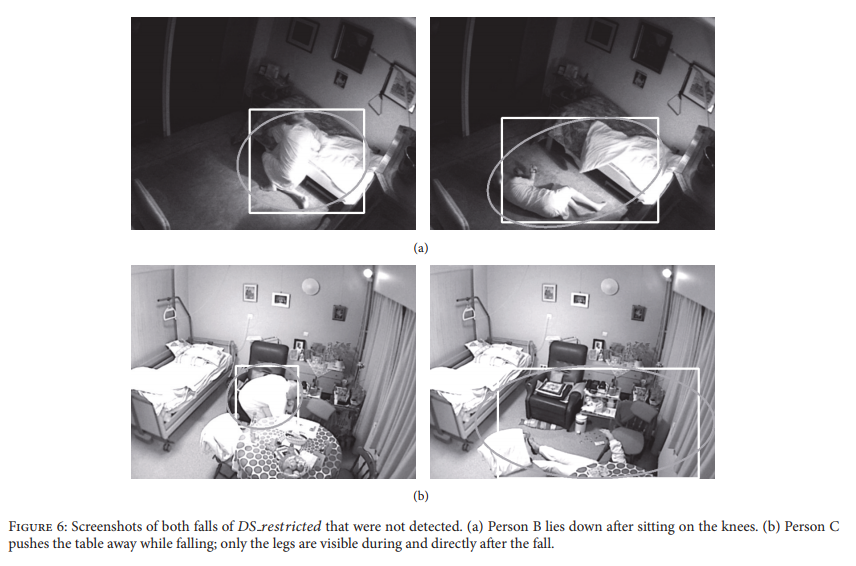 (a)
(b)
FIGURE 6: Screenshots of both falls of DS_restricted that were not detected. (a) Person B lies down after sitting on the knees. (b) Person C
pushes the table away while falling; only the legs are visible during and directly after the fall.